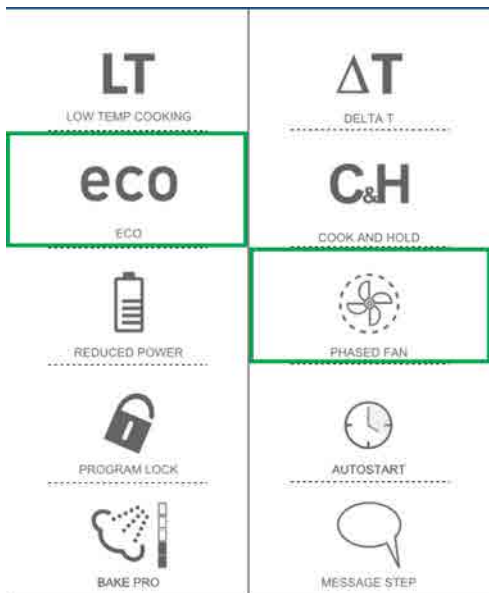 LT
ΔT
LOW TEMP COOKING
DELTA T
eco
C&H
ECO
COOK AND HOLD
REDUCED POWER
PHASED FAN
PROGRAM LOCK
AUTOSTART
BAKE PRO
MESSAGE STEP